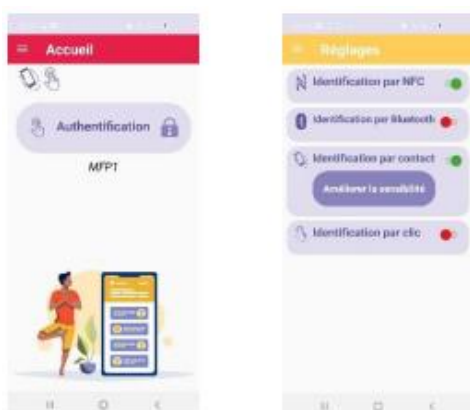 Accueil
Authentification
MFP1
Réglages
Identification par NFC
Identification par Bluetooth
Identification par contact
Améliorer la sensibilité
Identification par clic